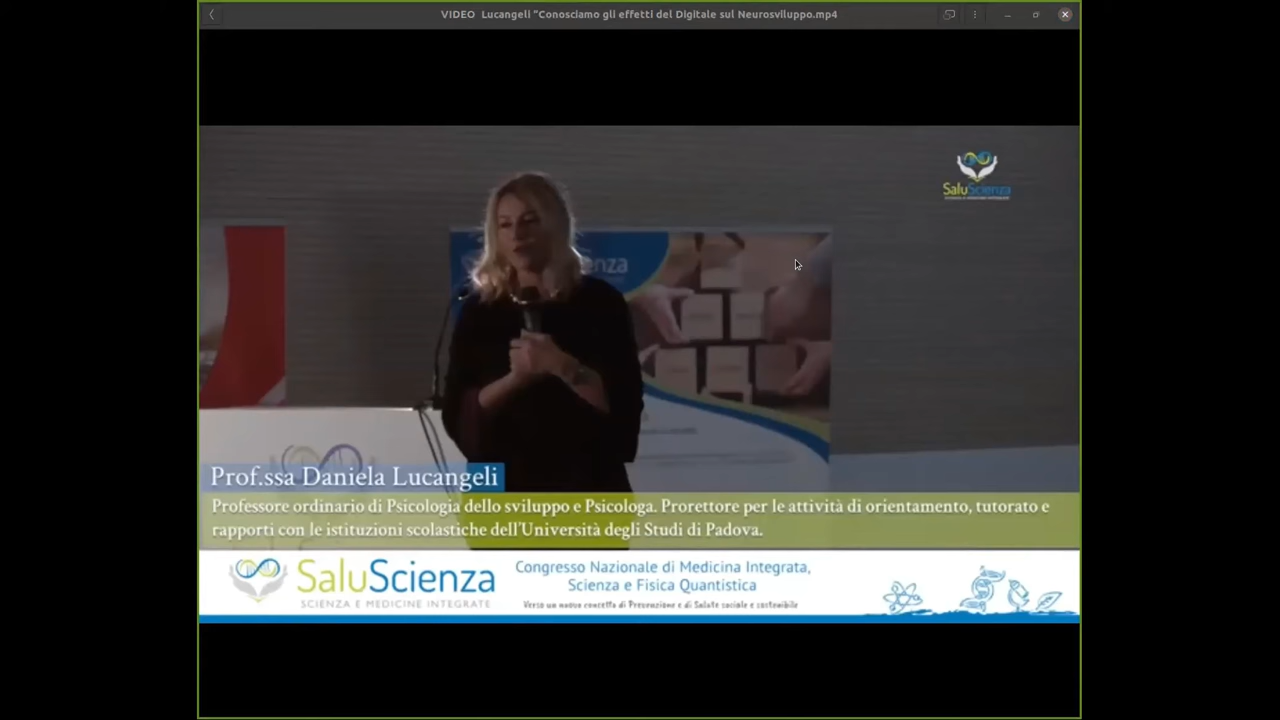 VIDEO Lucangeli "Conosciamo gli effetti del Digitale sul Neurosviluppo.mp4
SaluScienza
enza
Prof.ssa Daniela Lucangeli
Professore ordinario di Psicologia dello sviluppo e Psicologa. Prorettore per le attività di orientamento, tutorato e
rapporti con le istituzioni scolastiche dell'Università degli Studi di Padova.
SaluScienza
SCIENZA E MEDICINE INTEGRATE
Congresso Nazionale di Medicina Integrata,
Scienza e Fisica Quantistica
Verso un nuovo concetto di Prevenzione e di Salute sociale e sostenibile